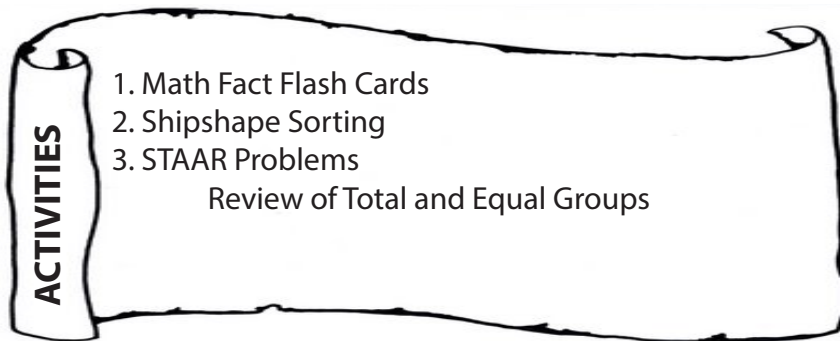 ACTIVITIES
1. Math Fact Flash Cards
2. Shipshape Sorting
3. STAAR Problems
Review of Total and Equal Groups